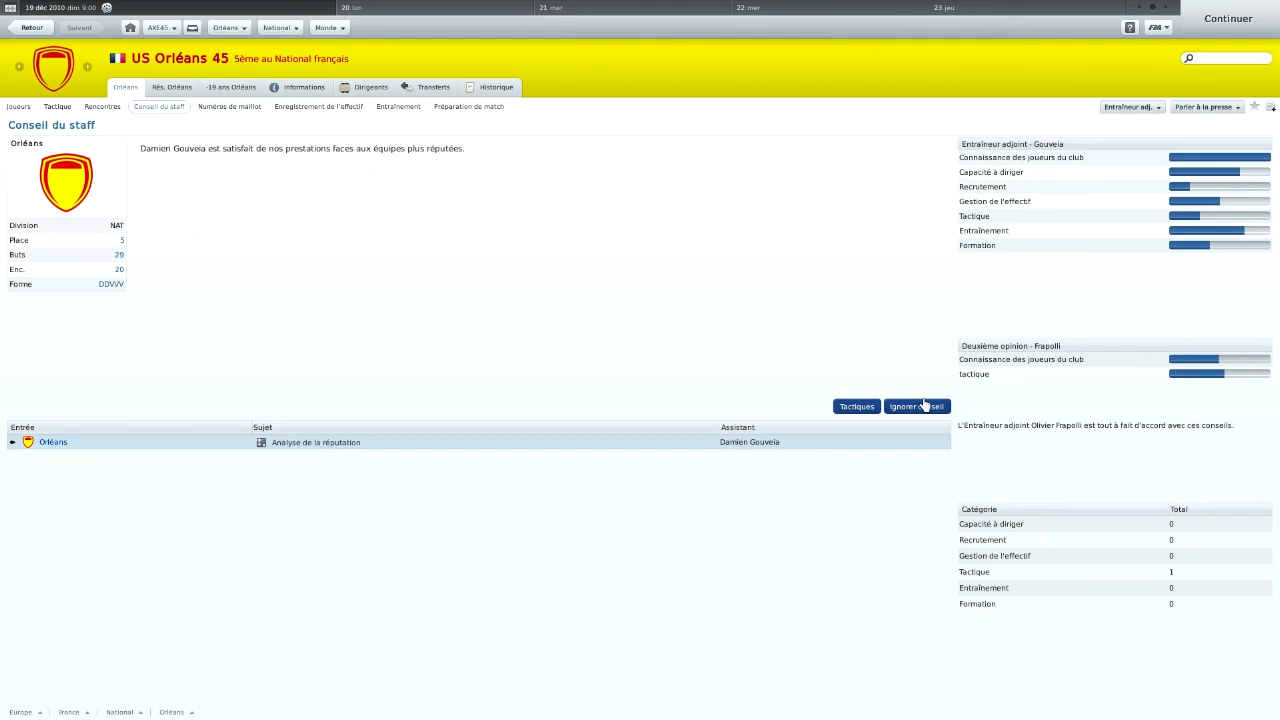 19 déc 2010 dim 9:00
20 lun
21 mar
22 mer
23 jeu
Continuer
Retour
Suivant
AXE45
Orléans
National
Monde
?
FM
US Orléans 45 5ème au National français
Orléans
Rés. Orléans
-19 ans Orléans
Informations
Dirigeants
Transferts
Historique
Joueurs
Tactique
Rencontres
Conseil du staff
Numéros de maillot
Enregistrement de l'effectif
Entraînement
Préparation de match
Entraîneur adj.
Parler à la presse
Conseil du staff
Orléans
Division NAT
Place 5
Buts 29
Enc. 20
Forme DDVVV
Damien Gouveia est satisfait de nos prestations faces aux équipes plus réputées.
Tactiques
Ignorer
Entrée Sujet Assistant
Orléans Analyse de la réputation Damien Gouveia
Entraîneur adjoint - Gouveia
Connaissance des joueurs du club
Capacité à diriger
Recrutement
Gestion de l'effectif
Tactique
Entraînement
Formation
Deuxième opinion - Frapolli
Connaissance des joueurs du club
tactique
L'Entraîneur adjoint Olivier Frapolli est tout à fait d'accord avec ces conseils.
Catégorie Total
Capacité à diriger 0
Recrutement 0
Gestion de l'effectif 0
Tactique 1
Entraînement 0
Formation 0
Europe
France
National
Orléans